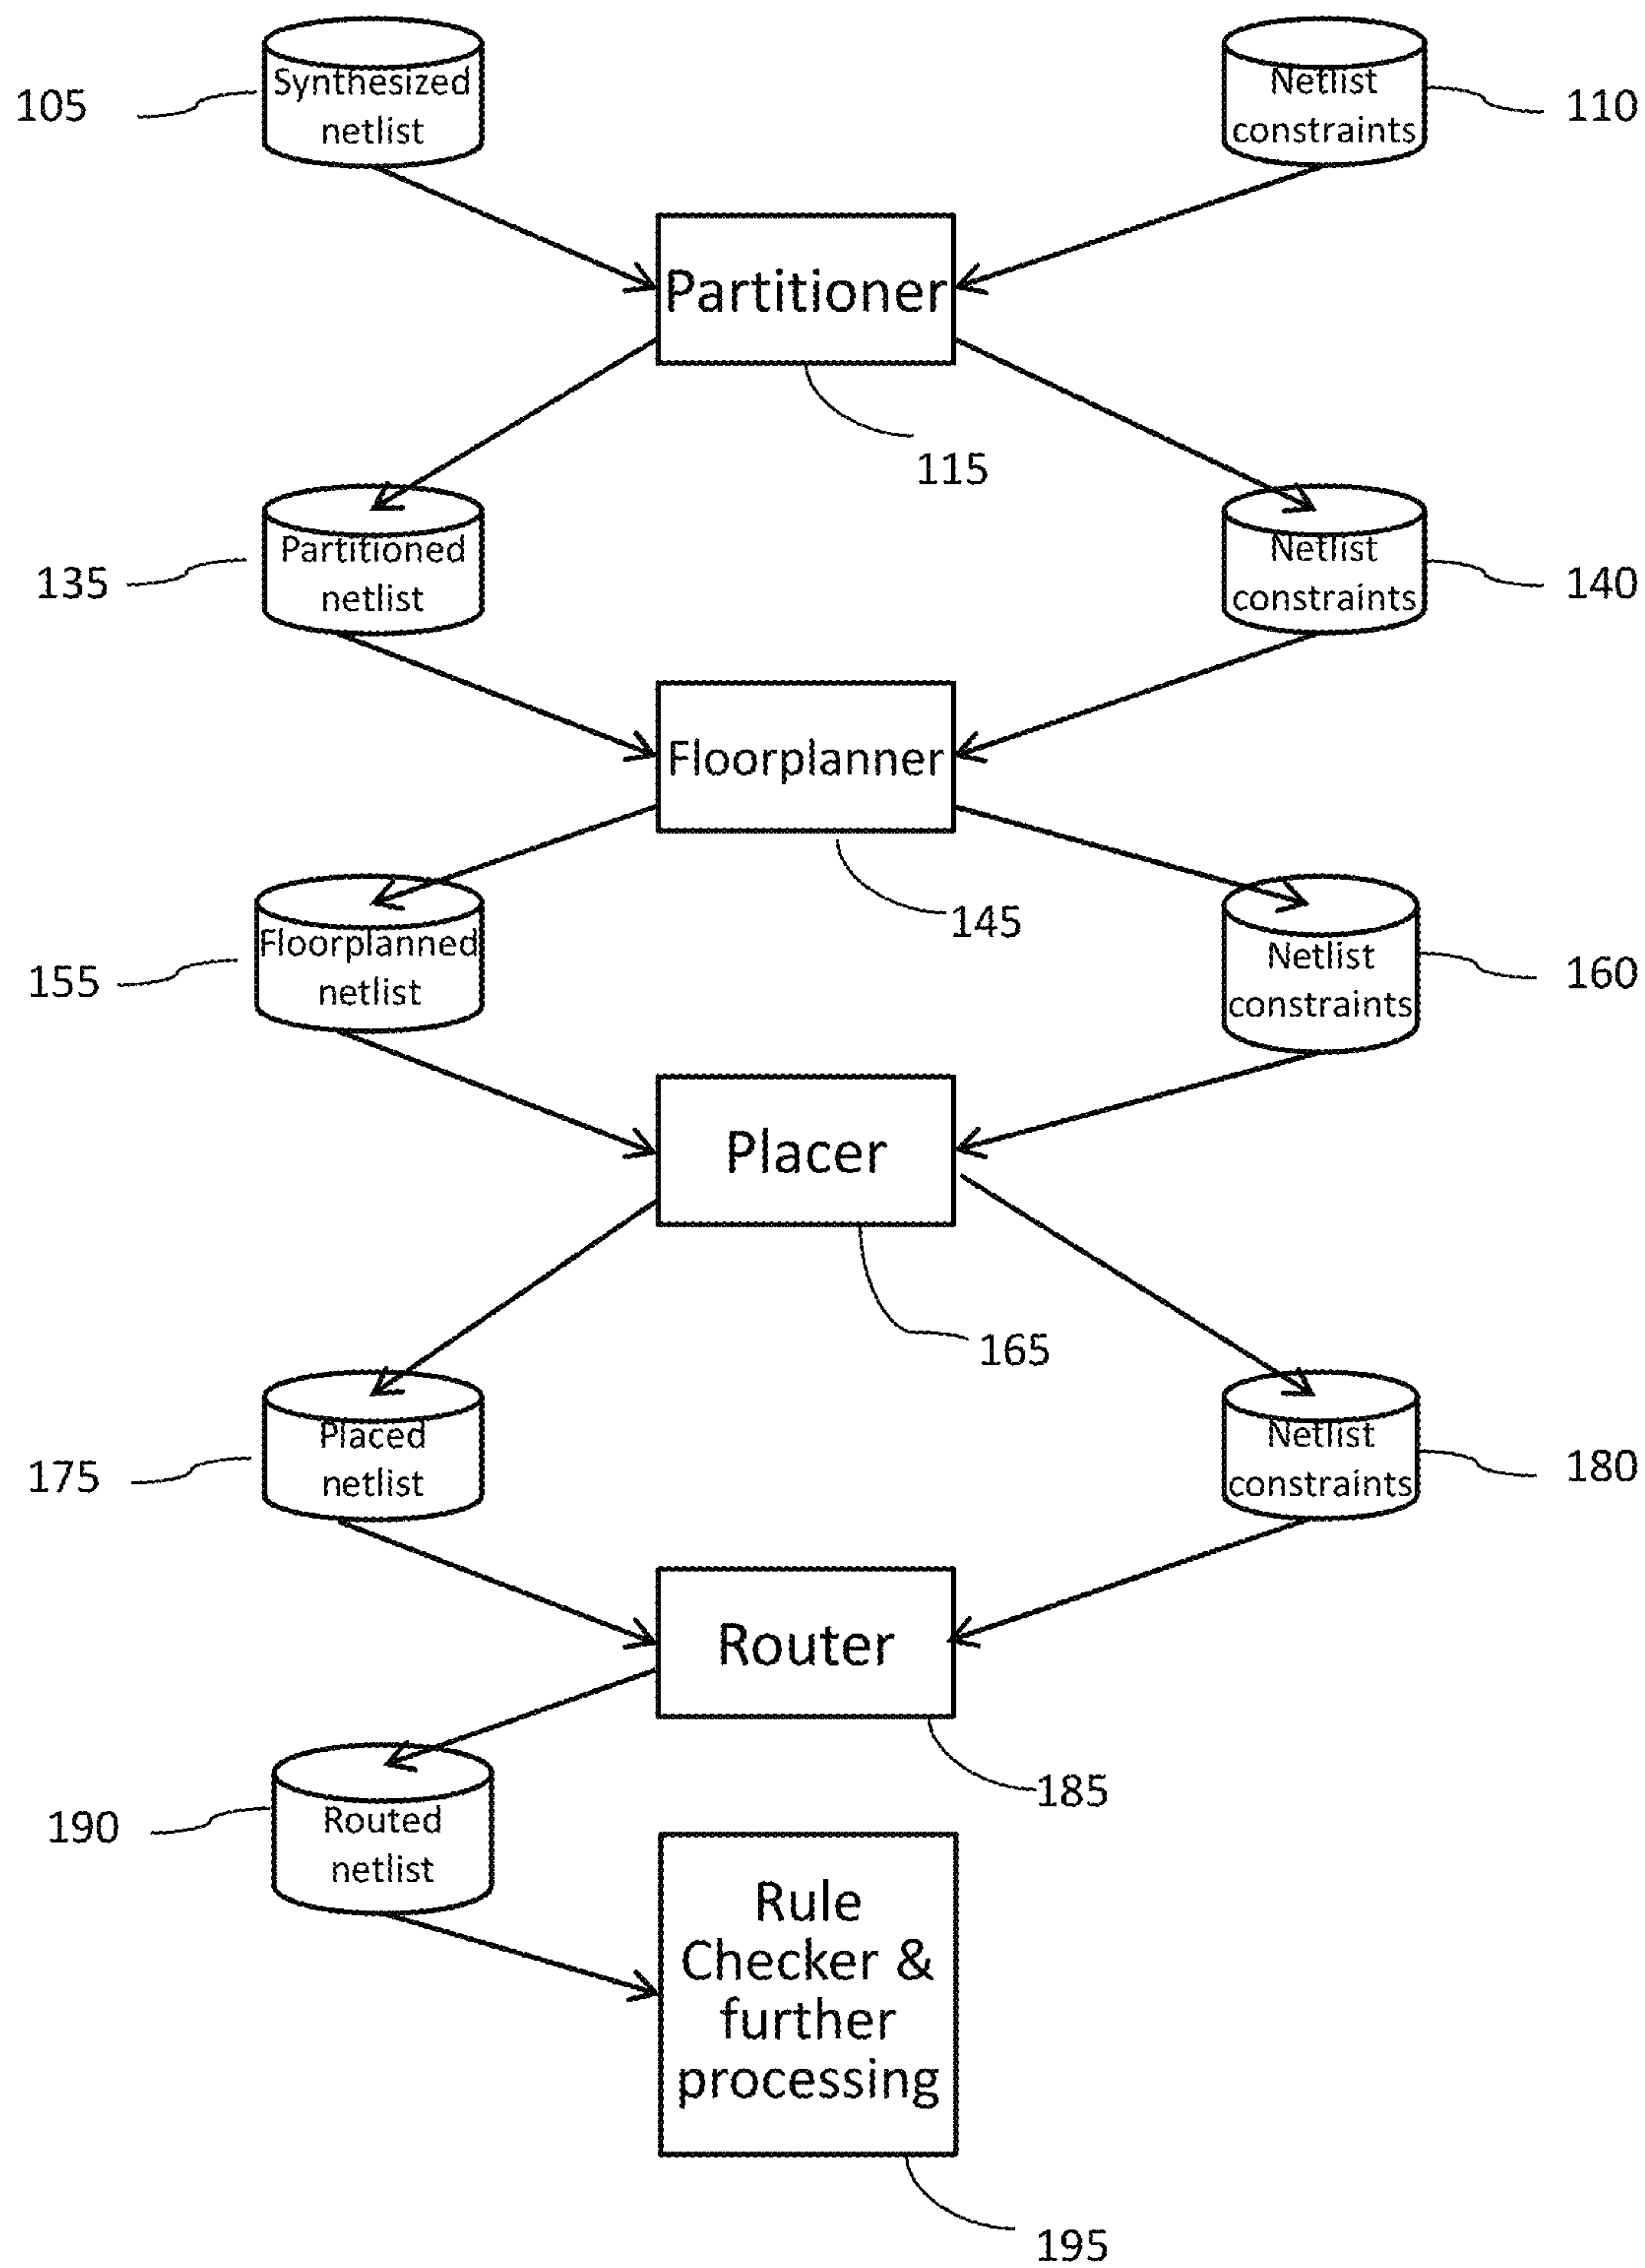 Synthesized
netlist
105
Netlist
constraints
110
Partitioner
115
Partitioned
netlist
135
Netlist
constraints
140
Floorplanner
145
Floorplanned
netlist
155
Netlist
constraints
160
Placer
165
Placed
netlist
175
Netlist
constraints
180
Router
185
Routed
netlist
190
Rule
Checker &
further
processing
195